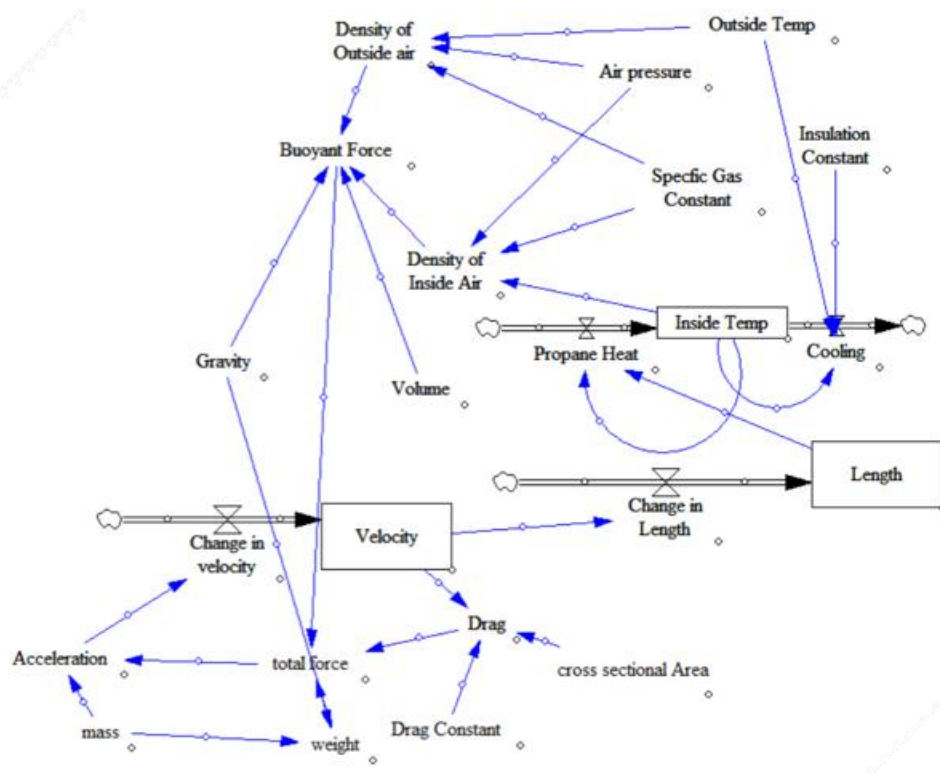 Density of
Outside air
Outside Temp
Air pressure
Insulation
Constant
Buoyant Force
Specfic Gas
Constant
Density of
Inside Air
Inside Temp
Propane Heat
Cooling
Gravity
Volume
Length
Change in
Length
Velocity
Change in
velocity
Drag
Acceleration
total force
cross sectional Area
mass
weight
Drag Constant